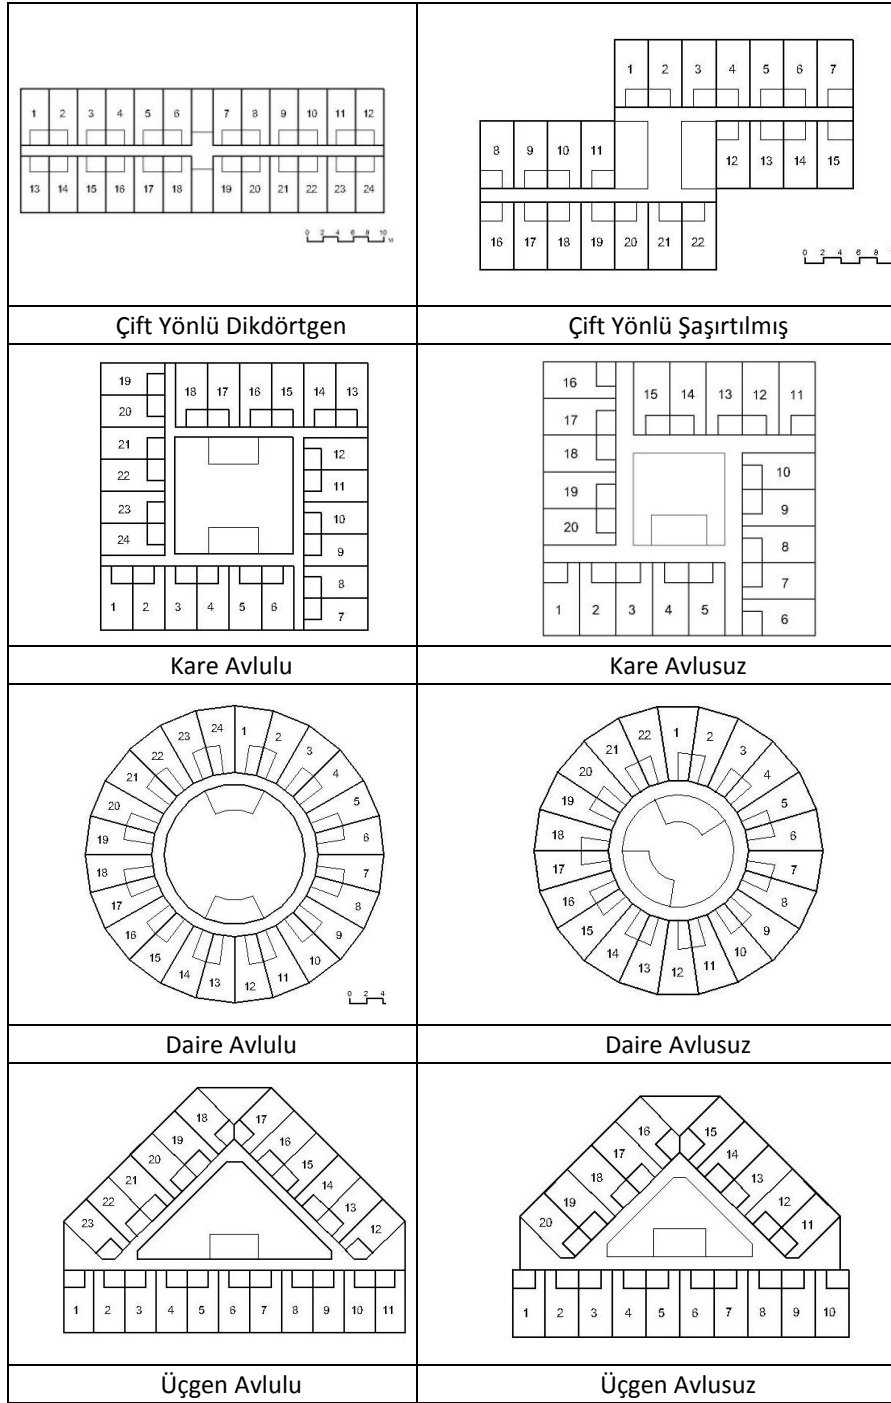 1 2 3 4 5 6 7 8 9 10 11 12
13 14 15 16 17 18 19 20 21 22 23 24
0 2 4 6 8 10 M
Çift Yönlü Dikdörtgen
1 2 3 4 5 6 7
8 9 10 11 12 13 14 15
16 17 18 19 20 21 22
0 2 4 6 8
Çift Yönlü Şaşırtılmış
19 18 17 16 15 14 13
20
21 12
22 11
23 10
24 9
1 2 3 4 5 6 8
7
Kare Avlulu
16 15 14 13 12 11
17
18 10
19 9
20 8
7
1 2 3 4 5 6
Kare Avlusuz
24 1
23 2
22 3
21 4
20 5
19 6
18 7
17 8
16 9
15 10
14 11
13 12
0 2 4
Daire Avlulu
22 1 2
21 3
20 4
19 5
18 6
17 7
16 8
15 9
14 10
13 12 11
Daire Avlusuz
18 17
19 16
20 15
21 14
22 13
23 12
1 2 3 4 5 6 7 8 9 10 11
Üçgen Avlulu
16 15
17 14
18 13
19 12
20 11
1 2 3 4 5 6 7 8 9 10
Üçgen Avlusuz